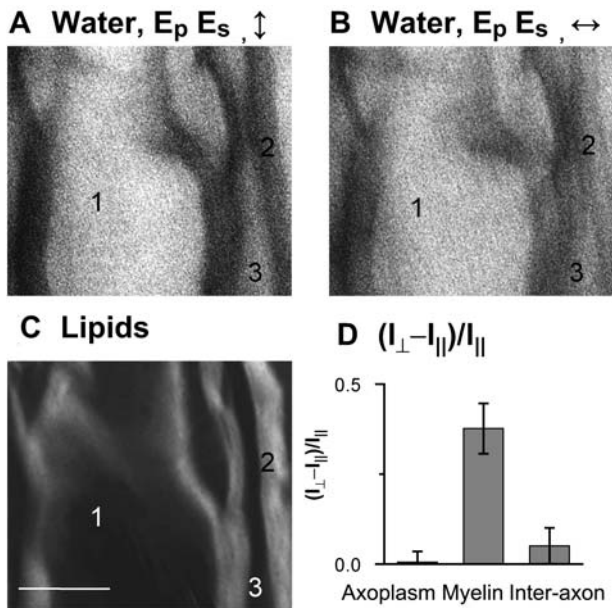 A Water, Eₚ Eₛ , ↕
1
2
3
B Water, Eₚ Eₛ , ↔
1
2
3
C Lipids
1
2
3
D (I⊥–I||)/I||
(I⊥–I||)/I||
0.5
0.0
Axoplasm Myelin Inter-axon